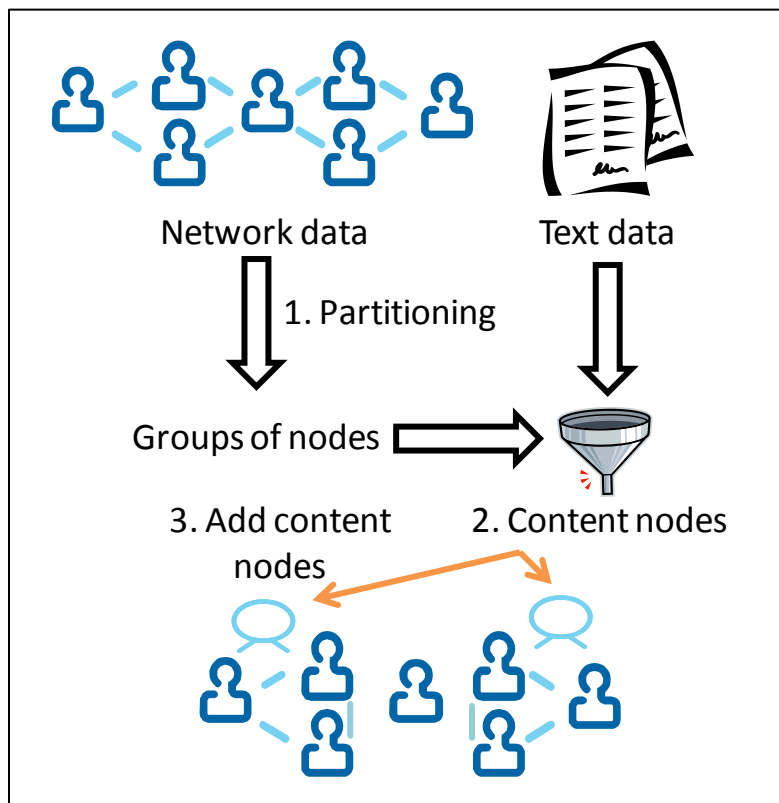 Network data
Text data
1. Partitioning
Groups of nodes
3. Add content
nodes
2. Content nodes